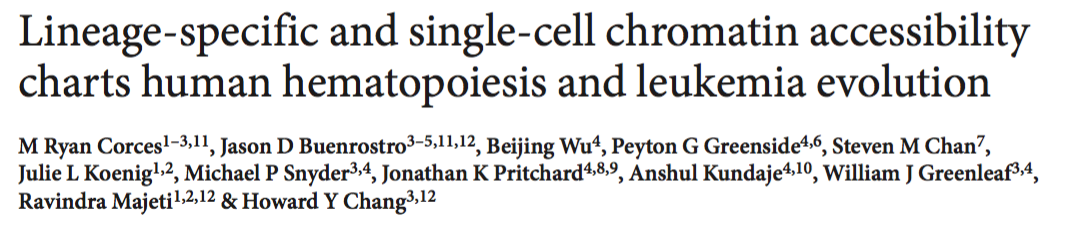 Lineage-specific and single-cell chromatin accessibility
charts human hematopoiesis and leukemia evolution
M Ryan Corces1–3,11, Jason D Buenrostro3–5,11,12, Beijing Wu4, Peyton G Greenside4,6, Steven M Chan7,
Julie L Koenig1,2, Michael P Snyder3,4, Jonathan K Pritchard4,8,9, Anshul Kundaje4,10, William J Greenleaf3,4,
Ravindra Majeti1,2,12 & Howard Y Chang3,12